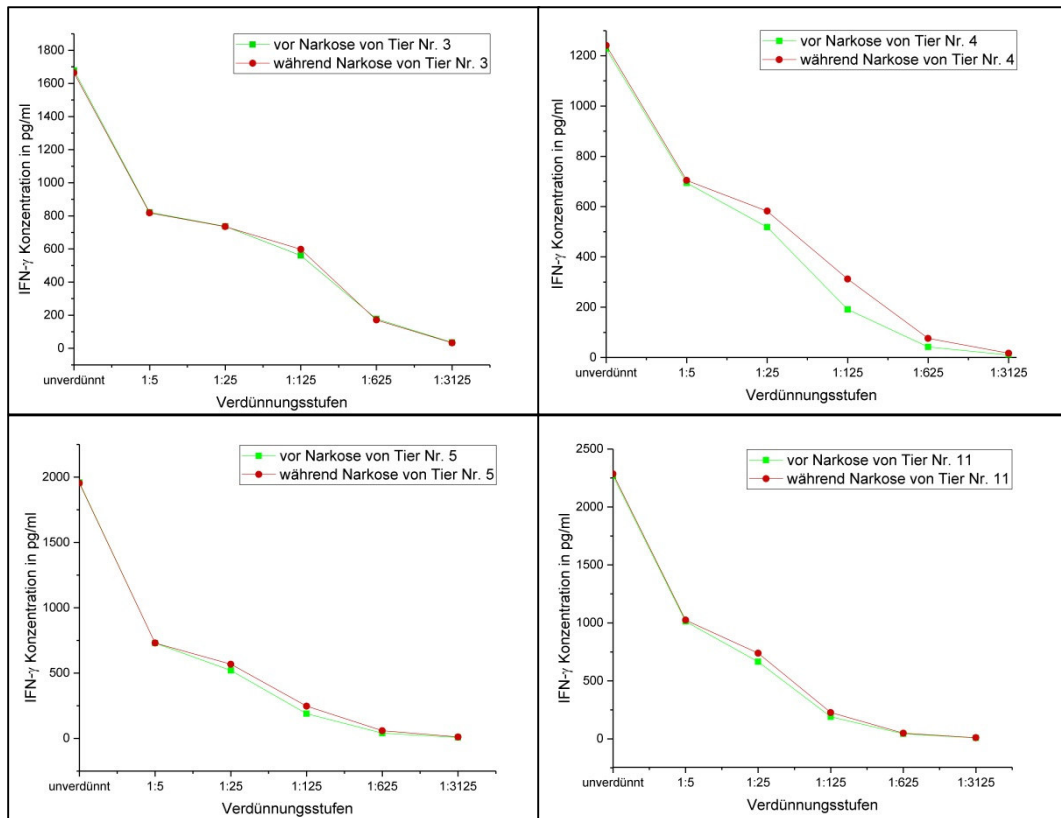 vor Narkose von Tier Nr. 3
während Narkose von Tier Nr. 3
IFN-γ Konzentration in pg/ml
1800
1600
1400
1200
1000
800
600
400
200
0
unverdünnt 1:5 1:25 1:125 1:625 1:3125
Verdünnungsstufen
vor Narkose von Tier Nr. 4
während Narkose von Tier Nr. 4
IFN-γ Konzentration in pg/ml
1200
1000
800
600
400
200
0
unverdünnt 1:5 1:25 1:125 1:625 1:3125
Verdünnungsstufen
vor Narkose von Tier Nr. 5
während Narkose von Tier Nr. 5
IFN-γ Konzentration in pg/ml
2000
1500
1000
500
0
unverdünnt 1:5 1:25 1:125 1:625 1:3125
Verdünnungsstufen
vor Narkose von Tier Nr. 11
während Narkose von Tier Nr. 11
IFN-γ Konzentration in pg/ml
2500
2000
1500
1000
500
0
unverdünnt 1:5 1:25 1:125 1:625 1:3125
Verdünnungsstufen